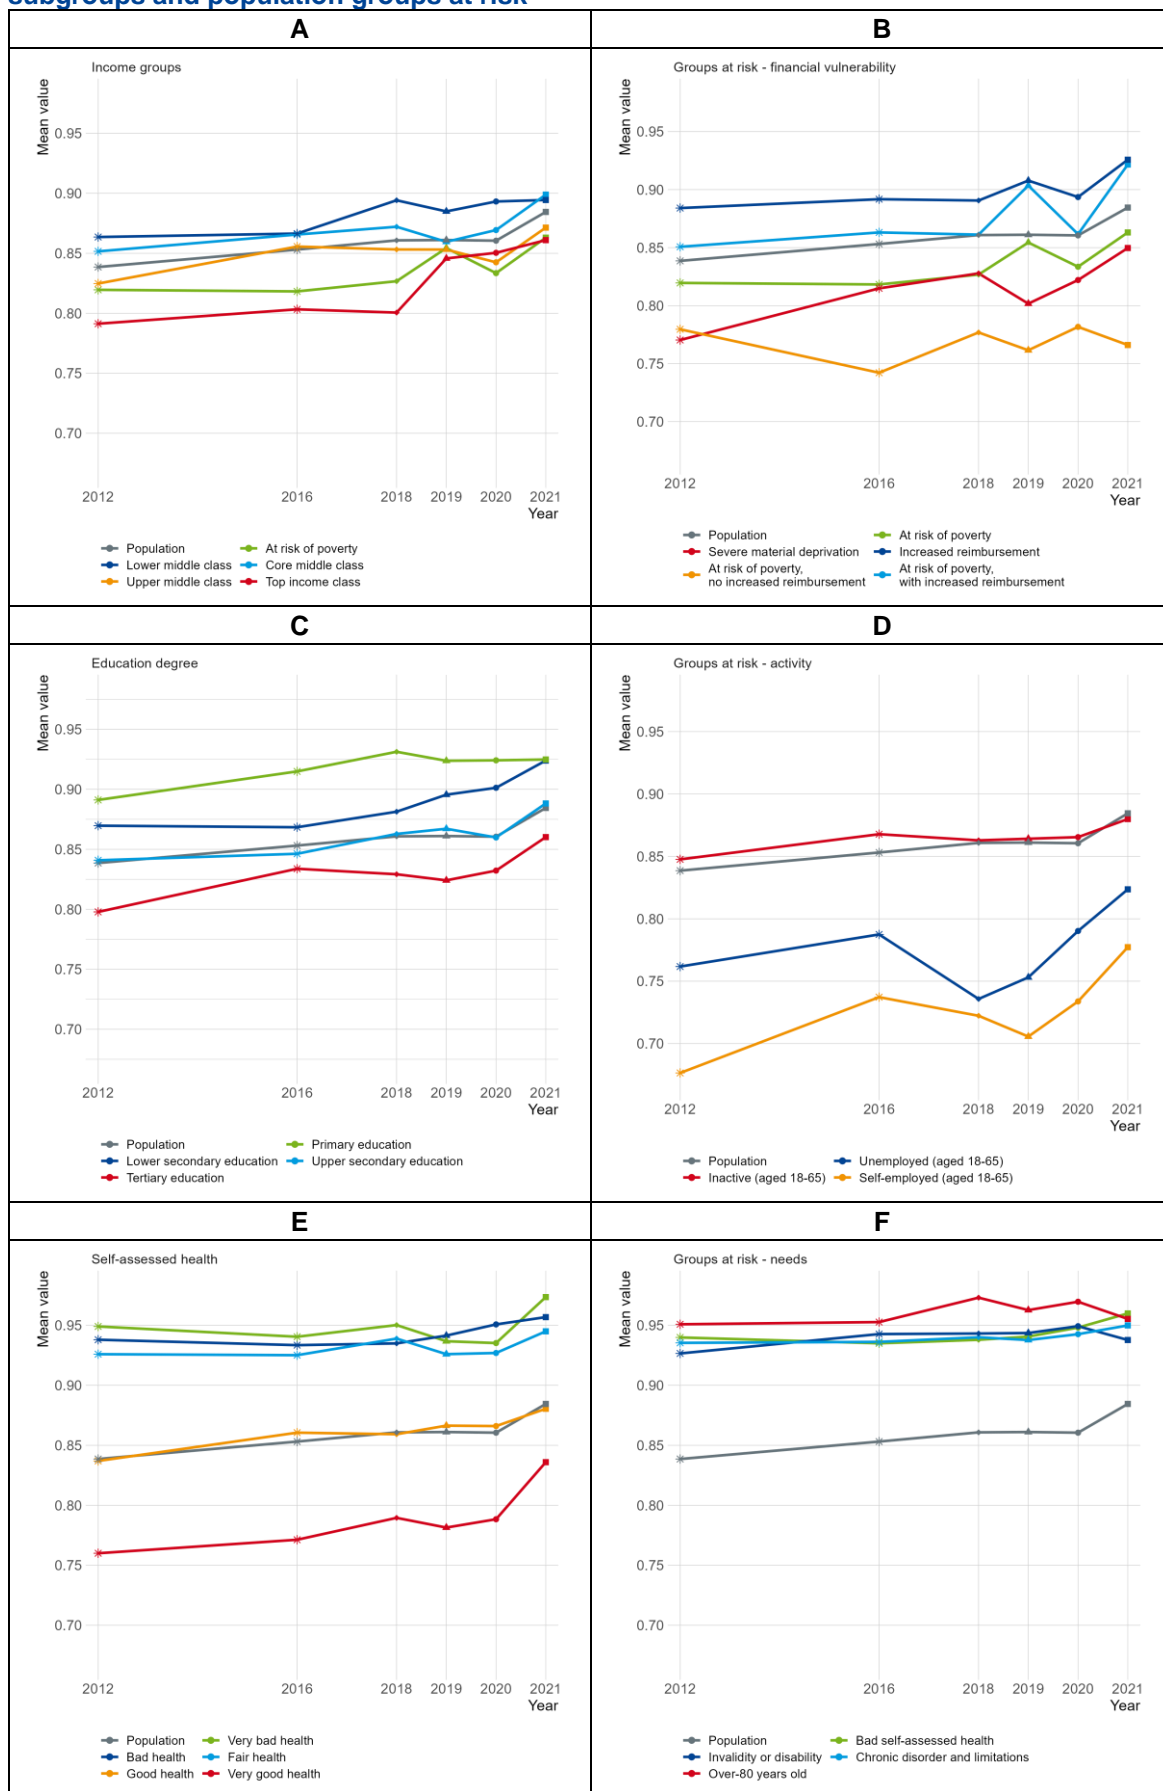 subgroups and population groups at risk
A
B
Income groups
Mean value
0.95
0.90
0.85
0.80
0.75
0.70
2012 2016 2018 2019 2020 2021
Year
Population At risk of poverty
Lower middle class Core middle class
Upper middle class Top income class
Groups at risk - financial vulnerability
Mean value
0.95
0.90
0.85
0.80
0.75
0.70
2012 2016 2018 2019 2020 2021
Year
Population At risk of poverty
Severe material deprivation Increased reimbursement
At risk of poverty, At risk of poverty,
no increased reimbursement with increased reimbursement
C
D
Education degree
Mean value
0.95
0.90
0.85
0.80
0.75
0.70
2012 2016 2018 2019 2020 2021
Year
Population Primary education
Lower secondary education Upper secondary education
Tertiary education
Groups at risk - activity
Mean value
0.95
0.90
0.85
0.80
0.75
0.70
2012 2016 2018 2019 2020 2021
Year
Population Unemployed (aged 18-65)
Inactive (aged 18-65) Self-employed (aged 18-65)
E
F
Self-assessed health
Mean value
0.95
0.90
0.85
0.80
0.75
0.70
2012 2016 2018 2019 2020 2021
Year
Population Very bad health
Bad health Fair health
Good health Very good health
Groups at risk - needs
Mean value
0.95
0.90
0.85
0.80
0.75
0.70
2012 2016 2018 2019 2020 2021
Year
Population Bad self-assessed health
Invalidity or disability Chronic disorder and limitations
Over-80 years old